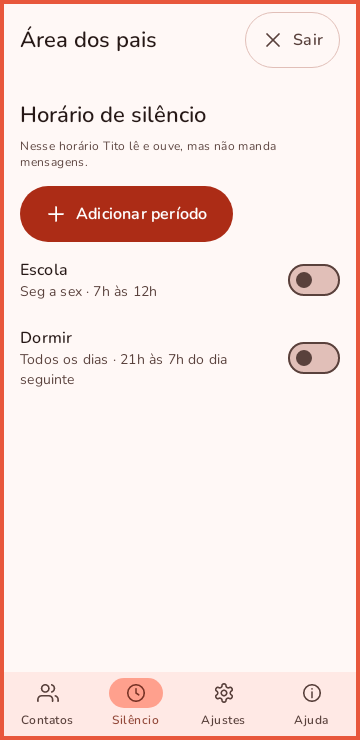 Área dos pais
Sair
Horário de silêncio
Nesse horário Tito lê e ouve, mas não manda
mensagens.
Adicionar período
Escola
Seg a sex · 7h às 12h
Dormir
Todos os dias · 21h às 7h do dia
seguinte
Contatos
Silêncio
Ajustes
Ajuda